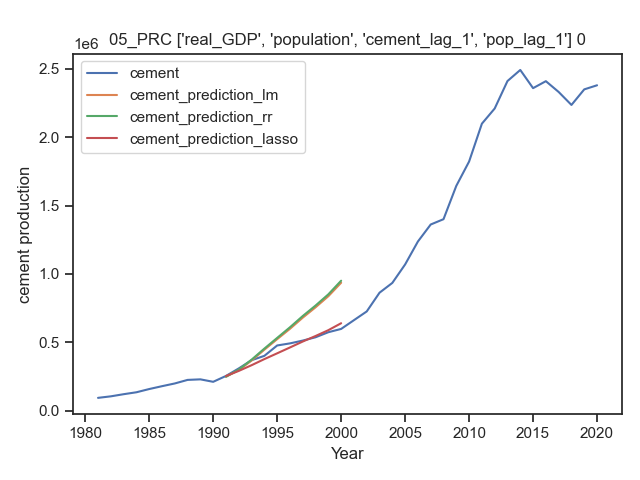 05_PRC ['real_GDP', 'population', 'cement_lag_1', 'pop_lag_1'] 0
1e6
cement
cement_prediction_lm
cement_prediction_rr
cement_prediction_lasso
2.5
2.0
1.5
1.0
0.5
0.0
cement production
1980 1985 1990 1995 2000 2005 2010 2015 2020
Year